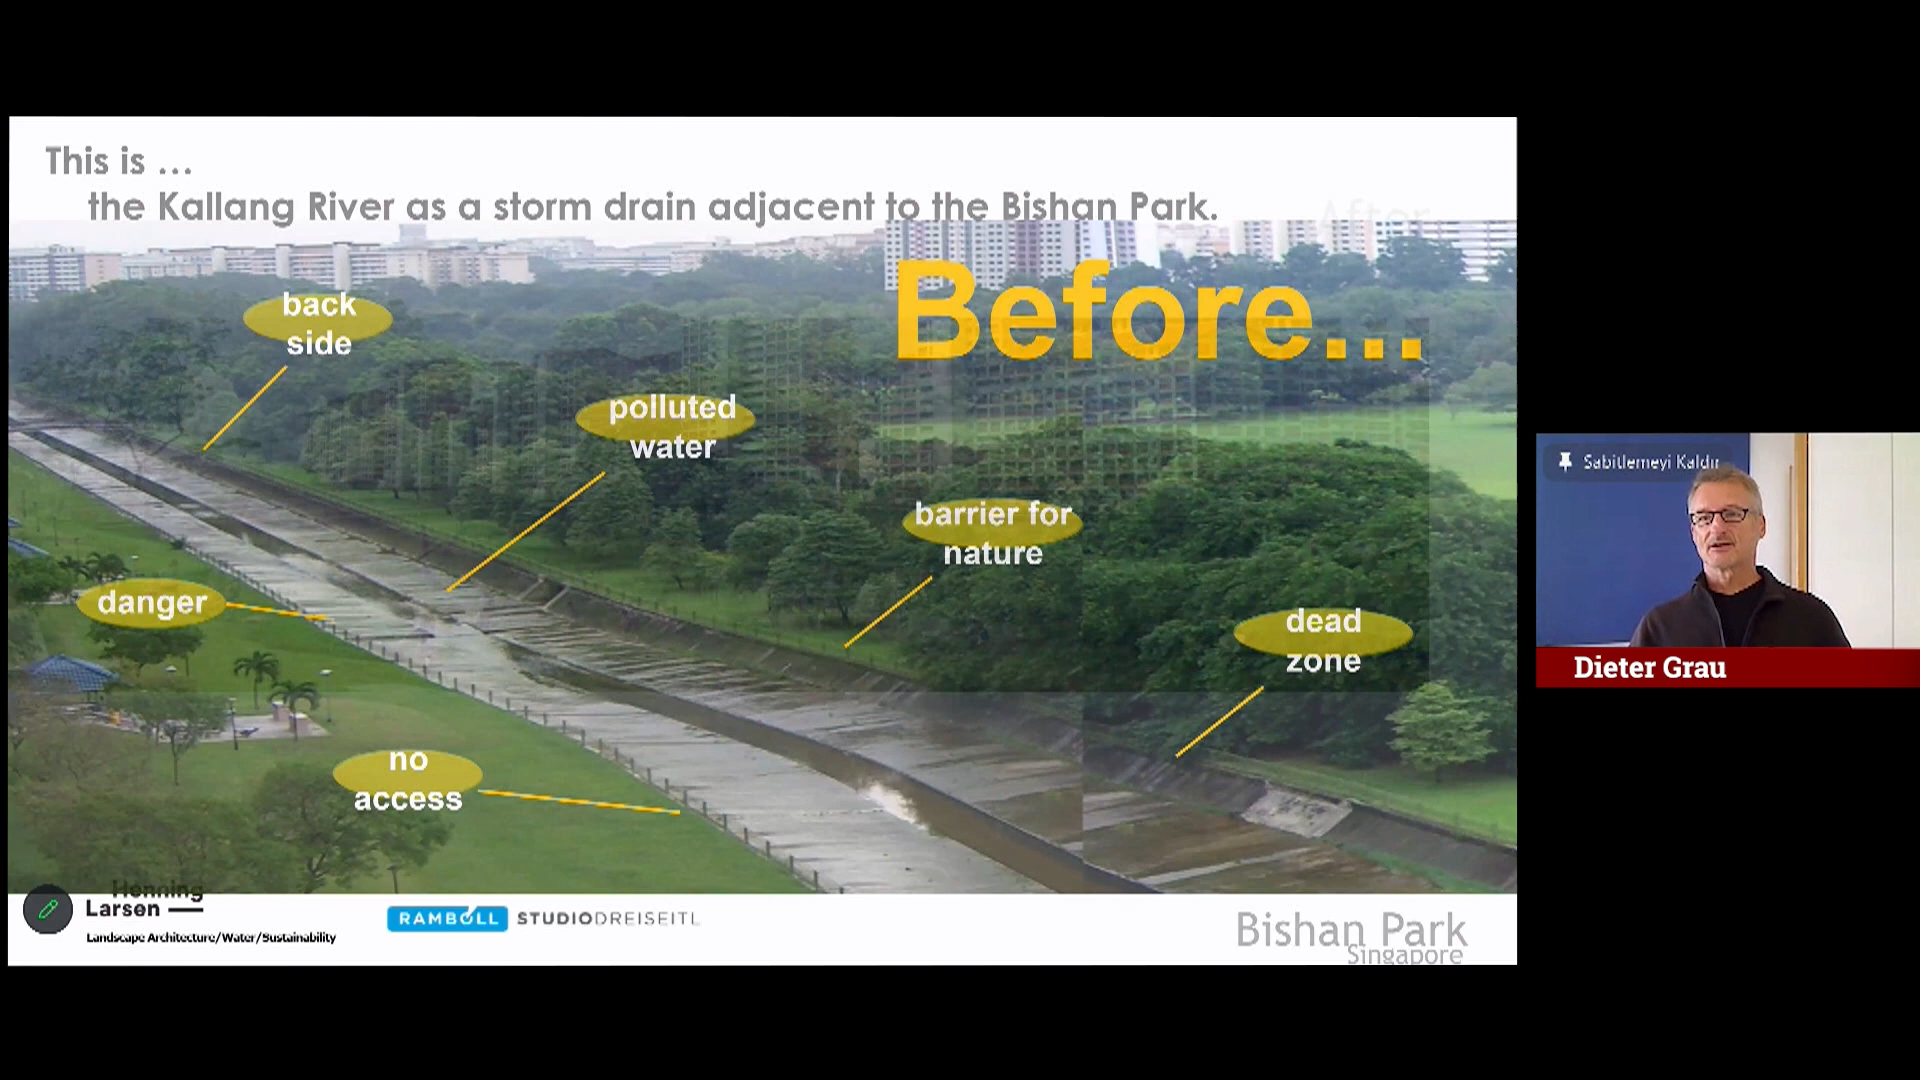 This is ...
the Kallang River as a storm drain adjacent to the Bishan Park.
After
Before...
back
side
polluted
water
barrier for
nature
danger
dead
zone
no
access
Sabitlemeyi Kaldır
Dieter Grau
Henning
Larsen
Landscape Architecture/Water/Sustainability
RAMBOLL STUDIODREISEITL
Bishan Park
Singapore